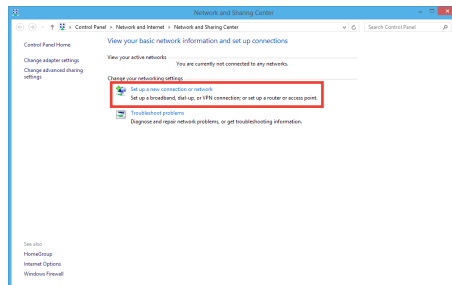 Network and Sharing Center
Control Panel ▸ Network and Internet ▸ Network and Sharing Center
Search Control Panel
Control Panel Home
Change adapter settings
Change advanced sharing
settings
View your basic network information and set up connections
View your active networks
You are currently not connected to any networks.
Change your networking settings
Set up a new connection or network
Set up a broadband, dial-up, or VPN connection; or set up a router or access point.
Troubleshoot problems
Diagnose and repair network problems, or get troubleshooting information.
See also
HomeGroup
Internet Options
Windows Firewall